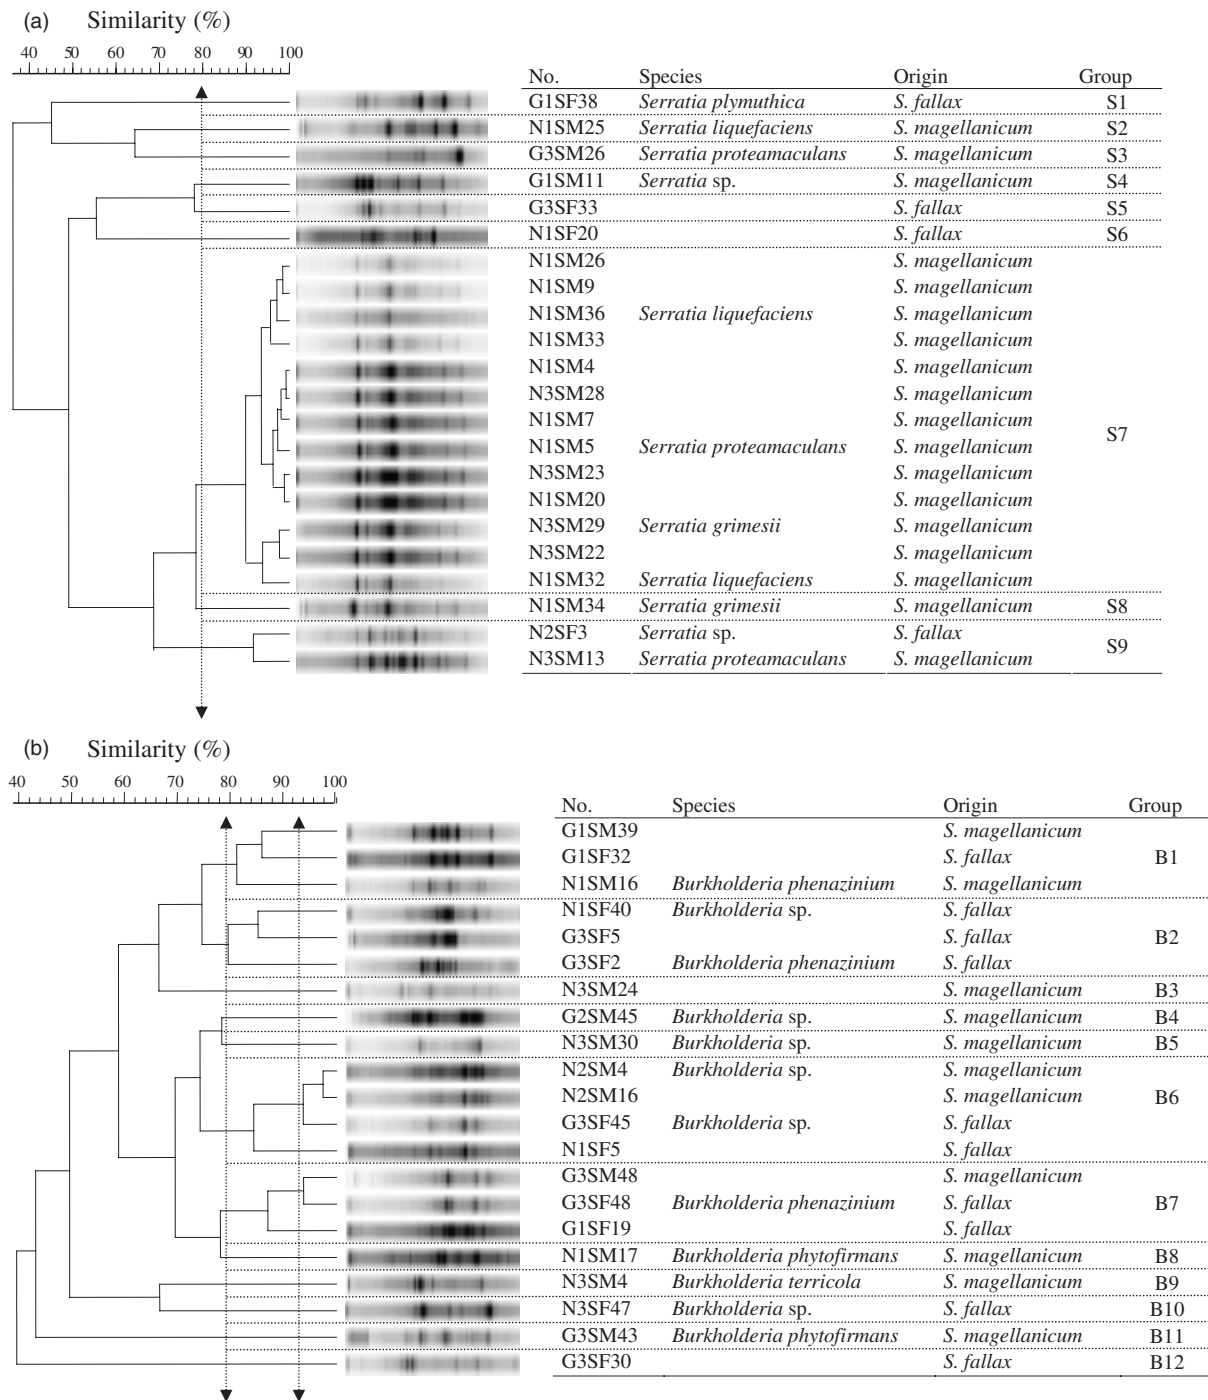 (a) Similarity (%)
40 50 60 70 80 90 100
No. Species Origin Group
G1SF38 Serratia plymuthica S. fallax S1
N1SM25 Serratia liquefaciens S. magellanicum S2
G3SM26 Serratia proteamaculans S. magellanicum S3
G1SM11 Serratia sp. S. magellanicum S4
G3SF33 S. fallax S5
N1SF20 S. fallax S6
N1SM26 S. magellanicum
N1SM9 S. magellanicum
N1SM36 Serratia liquefaciens S. magellanicum
N1SM33 S. magellanicum
N1SM4 S. magellanicum
N3SM28 S. magellanicum
N1SM7 S. magellanicum
S7
N1SM5 Serratia proteamaculans S. magellanicum
N3SM23 S. magellanicum
N1SM20 S. magellanicum
N3SM29 Serratia grimesii S. magellanicum
N3SM22 S. magellanicum
N1SM32 Serratia liquefaciens S. magellanicum
N1SM34 Serratia grimesii S. magellanicum S8
N2SF3 Serratia sp. S. fallax
S9
N3SM13 Serratia proteamaculans S. magellanicum
(b) Similarity (%)
40 50 60 70 80 90 100
No. Species Origin Group
G1SM39 S. magellanicum
G1SF32 S. fallax B1
N1SM16 Burkholderia phenazinium S. magellanicum
N1SF40 Burkholderia sp. S. fallax
G3SF5 S. fallax B2
G3SF2 Burkholderia phenazinium S. fallax
N3SM24 S. magellanicum B3
G2SM45 Burkholderia sp. S. magellanicum B4
N3SM30 Burkholderia sp. S. magellanicum B5
N2SM4 Burkholderia sp. S. magellanicum
N2SM16 S. magellanicum B6
G3SF45 Burkholderia sp. S. fallax
N1SF5 S. fallax
G3SM48 S. magellanicum
G3SF48 Burkholderia phenazinium S. fallax B7
G1SF19 S. fallax
N1SM17 Burkholderia phytofirmans S. magellanicum B8
N3SM4 Burkholderia terricola S. magellanicum B9
N3SF47 Burkholderia sp. S. fallax B10
G3SM43 Burkholderia phytofirmans S. magellanicum B11
G3SF30 S. fallax B12